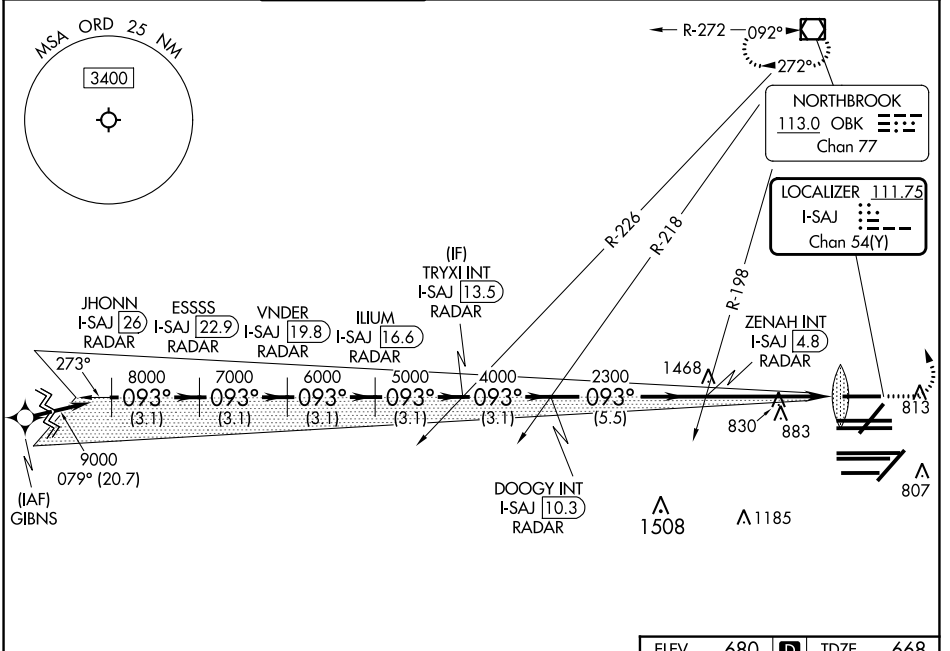 MSA ORD 25 NM
3400
R-272
092°
272°
NORTHBROOK
113.0 OBK
Chan 77
LOCALIZER 111.75
I-SAJ
Chan 54(Y)
R-226
R-218
R-198
(IF)
TRYXI INT
I-SAJ 13.5
RADAR
JHONN
I-SAJ 26
RADAR
ESSSS
I-SAJ 22.9
RADAR
VNDER
I-SAJ 19.8
RADAR
ILIUM
I-SAJ 16.6
RADAR
ZENAH INT
I-SAJ 4.8
RADAR
273°
8000
093°
(3.1)
7000
093°
(3.1)
6000
093°
(3.1)
5000
093°
(3.1)
4000
093°
(3.1)
2300
093°
(5.5)
1468
830
883
813
807
9000
079° (20.7)
(IAF)
GIBNS
DOOGY INT
I-SAJ 10.3
RADAR
1508
1185
ELEV 680 D TDZE 668